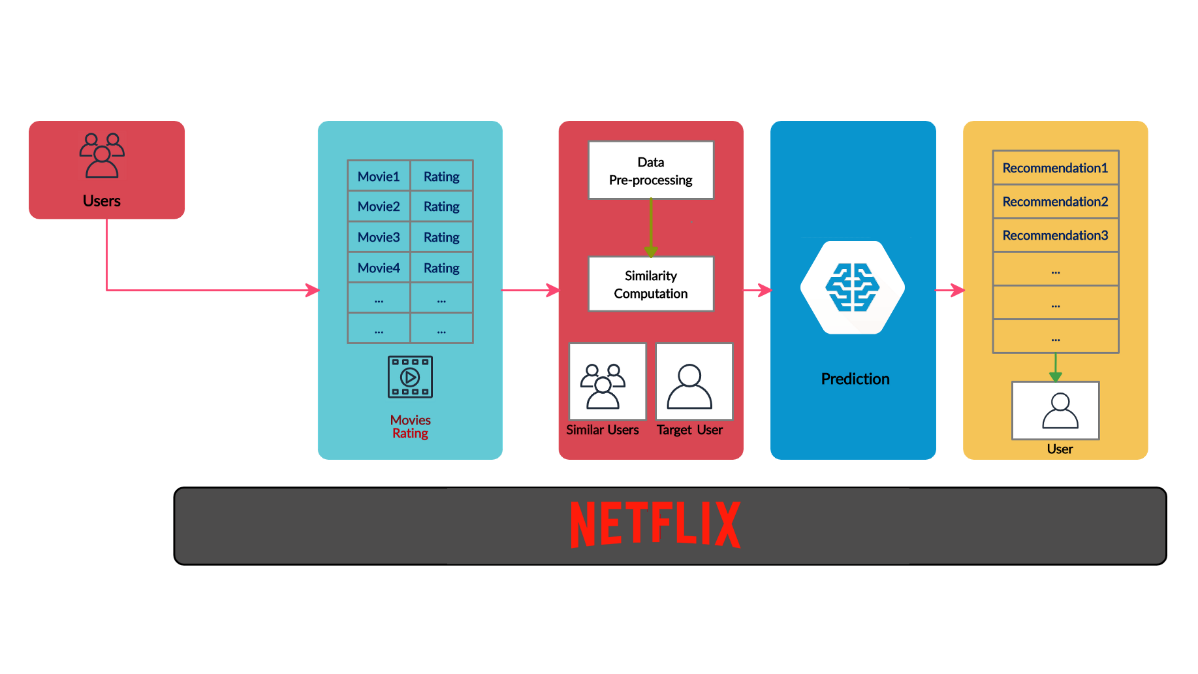 Users
Movie1 Rating
Movie2 Rating
Movie3 Rating
Movie4 Rating
... ...
... ...
Movies
Rating
Data
Pre-processing
Similarity
Computation
Similar Users
Target User
Prediction
Recommendation1
Recommendation2
Recommendation3
...
...
...
User
NETFLIX